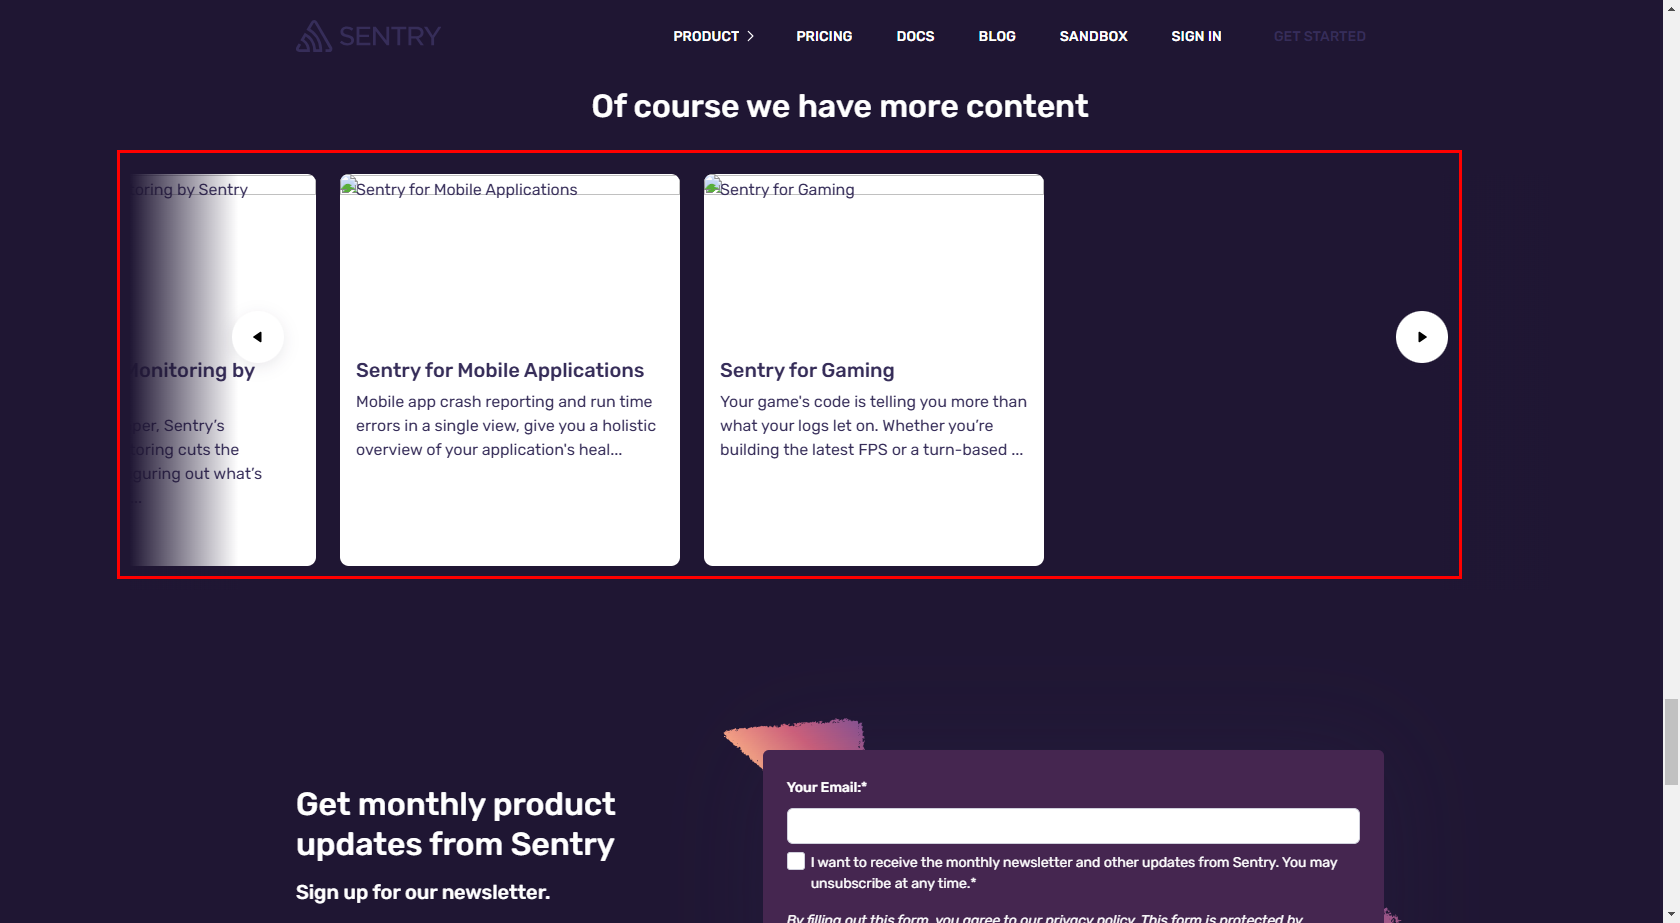 SENTRY
PRODUCT
PRICING
DOCS
BLOG
SANDBOX
SIGN IN
GET STARTED
Of course we have more content
oring by Sentry
Monitoring by
per, Sentry's
toring cuts the
guring out what's
...
Sentry for Mobile Applications
Sentry for Mobile Applications
Mobile app crash reporting and run time
errors in a single view, give you a holistic
overview of your application's heal...
Sentry for Gaming
Sentry for Gaming
Your game's code is telling you more than
what your logs let on. Whether you're
building the latest FPS or a turn-based ...
Get monthly product
updates from Sentry
Sign up for our newsletter.
Your Email:*
I want to receive the monthly newsletter and other updates from Sentry. You may
unsubscribe at any time.*
By filling out this form, you agree to our privacy policy. This form is protected by